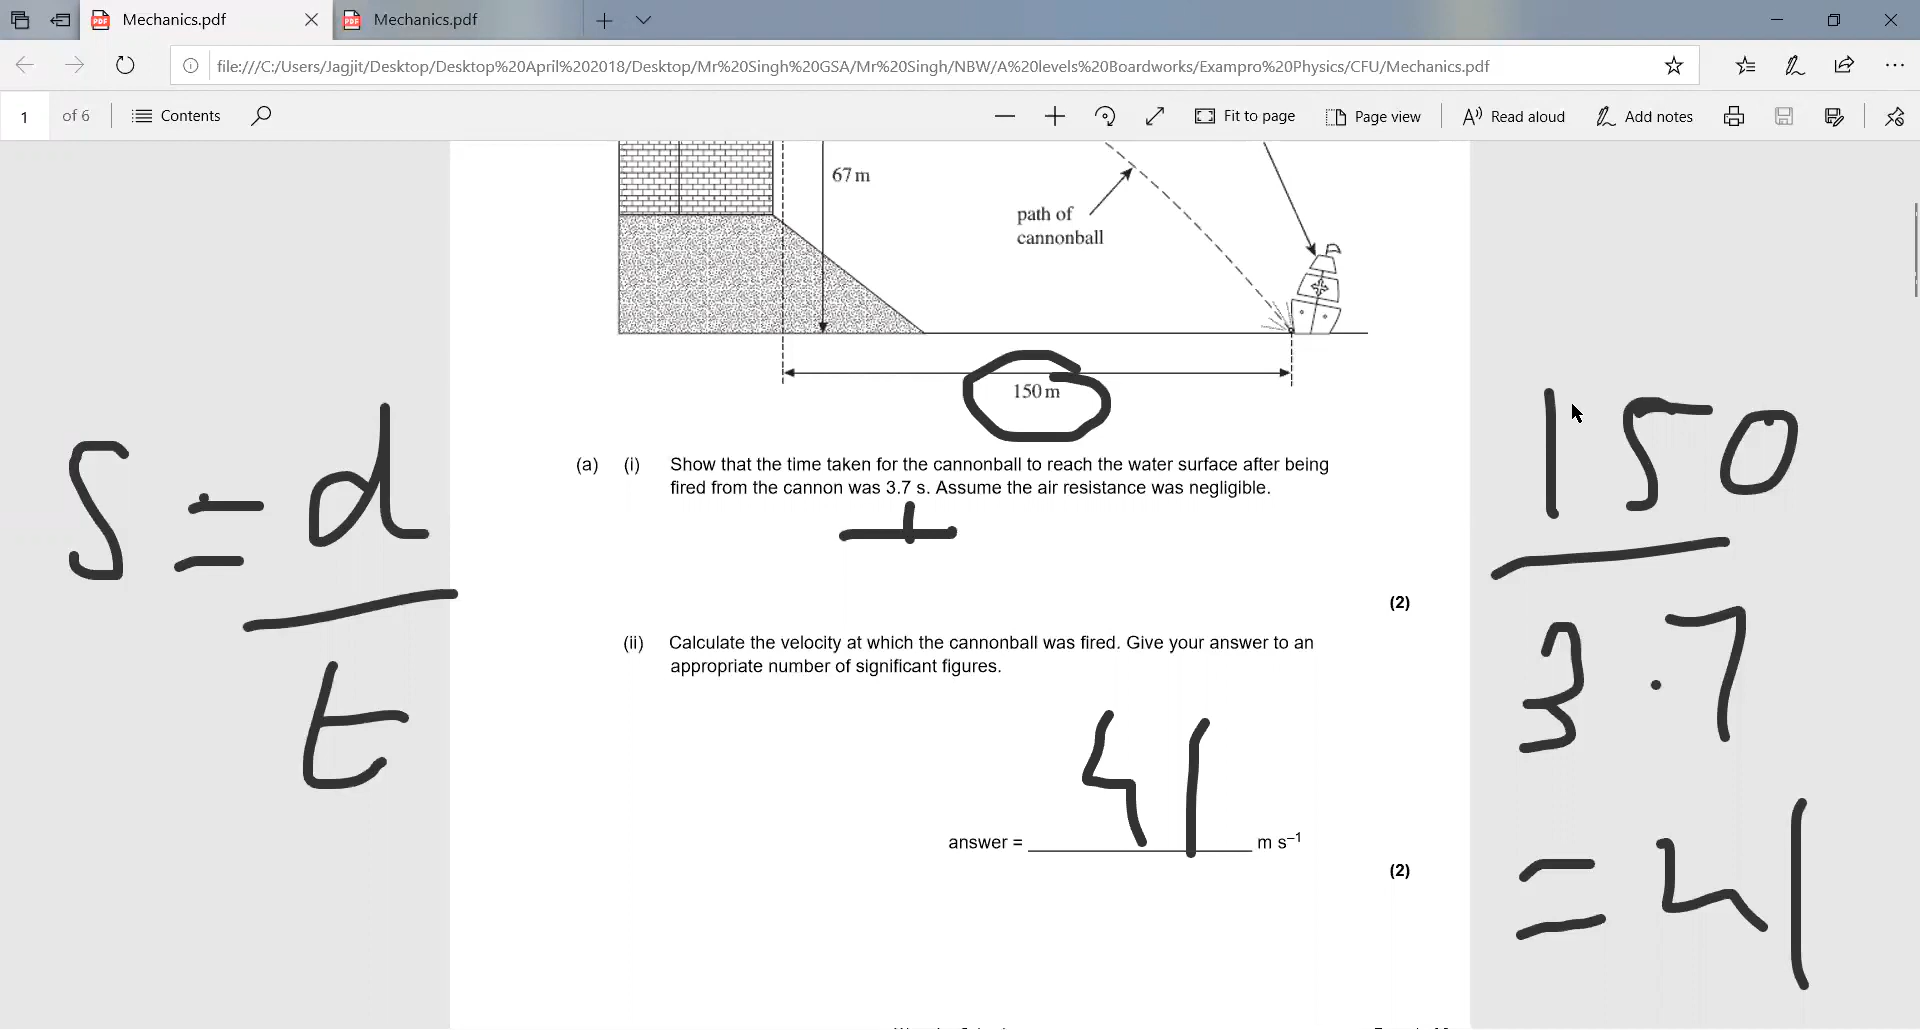 Mechanics.pdf
Mechanics.pdf
file:///C:/Users/Jagjit/Desktop/Desktop%20April%202018/Desktop/Mr%20Singh%20GSA/Mr%20Singh/NBW/A%20levels%20Boardworks/Exampro%20Physics/CFU/Mechanics.pdf
1 of 6 Contents Fit to page Page view Read aloud Add notes
67 m
path of
cannonball
150 m
(a) (i) Show that the time taken for the cannonball to reach the water surface after being
fired from the cannon was 3.7 s. Assume the air resistance was negligible.
(2)
(ii) Calculate the velocity at which the cannonball was fired. Give your answer to an
appropriate number of significant figures.
41
answer = m s⁻¹
(2)
S = d
t
150
3.7
= 41